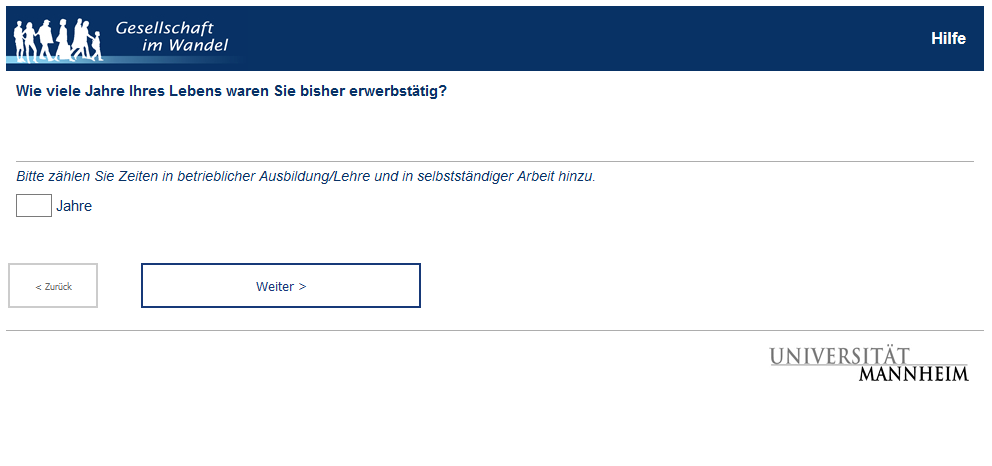 Gesellschaft
im Wandel
Hilfe
Wie viele Jahre Ihres Lebens waren Sie bisher erwerbstätig?
Bitte zählen Sie Zeiten in betrieblicher Ausbildung/Lehre und in selbstständiger Arbeit hinzu.
Jahre
< Zurück
Weiter >
UNIVERSITÄT
MANNHEIM